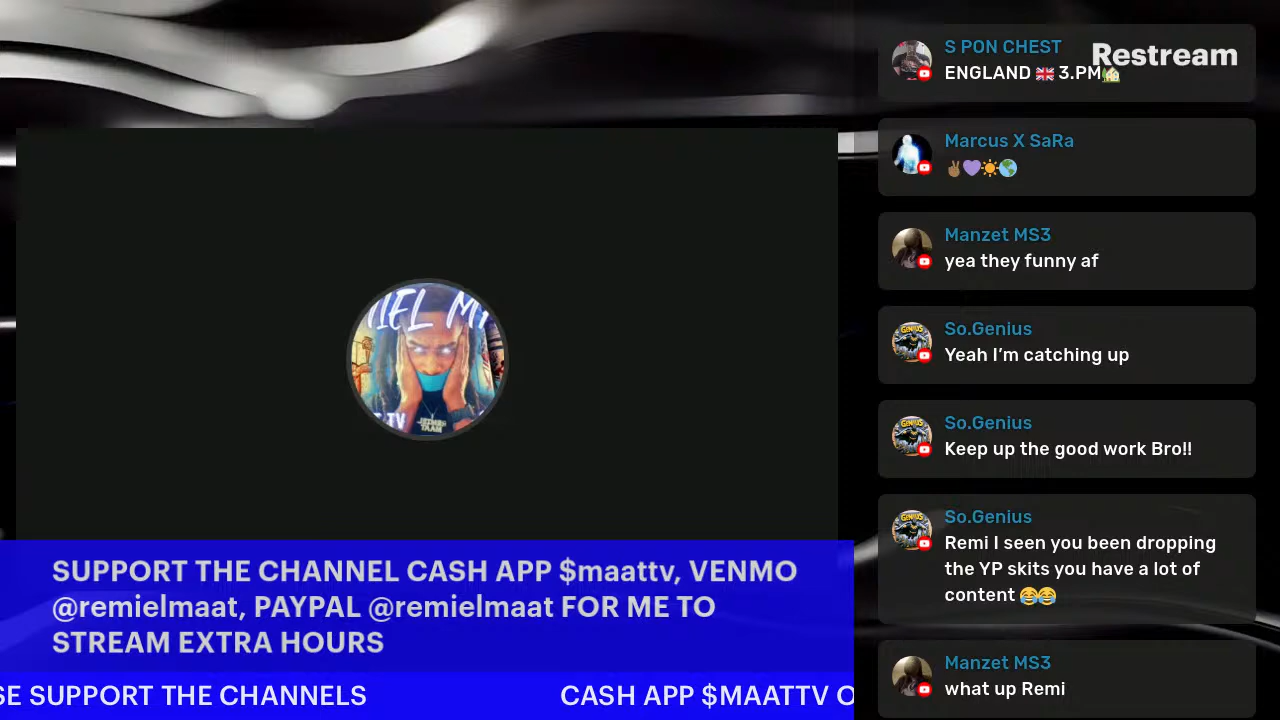 S PON CHEST
Restream
ENGLAND 🇬🇧 3.PM🏡
Marcus X SaRa
✌🏾💜☀️🌎
Manzet MS3
yea they funny af
So.Genius
Yeah I'm catching up
So.Genius
Keep up the good work Bro!!
So.Genius
Remi I seen you been dropping
the YP skits you have a lot of
content 😂😂
Manzet MS3
what up Remi
IEL M
TV
SUPPORT THE CHANNEL CASH APP $maattv, VENMO
@remielmaat, PAYPAL @remielmaat FOR ME TO
STREAM EXTRA HOURS
SE SUPPORT THE CHANNELS CASH APP $MAATTV O